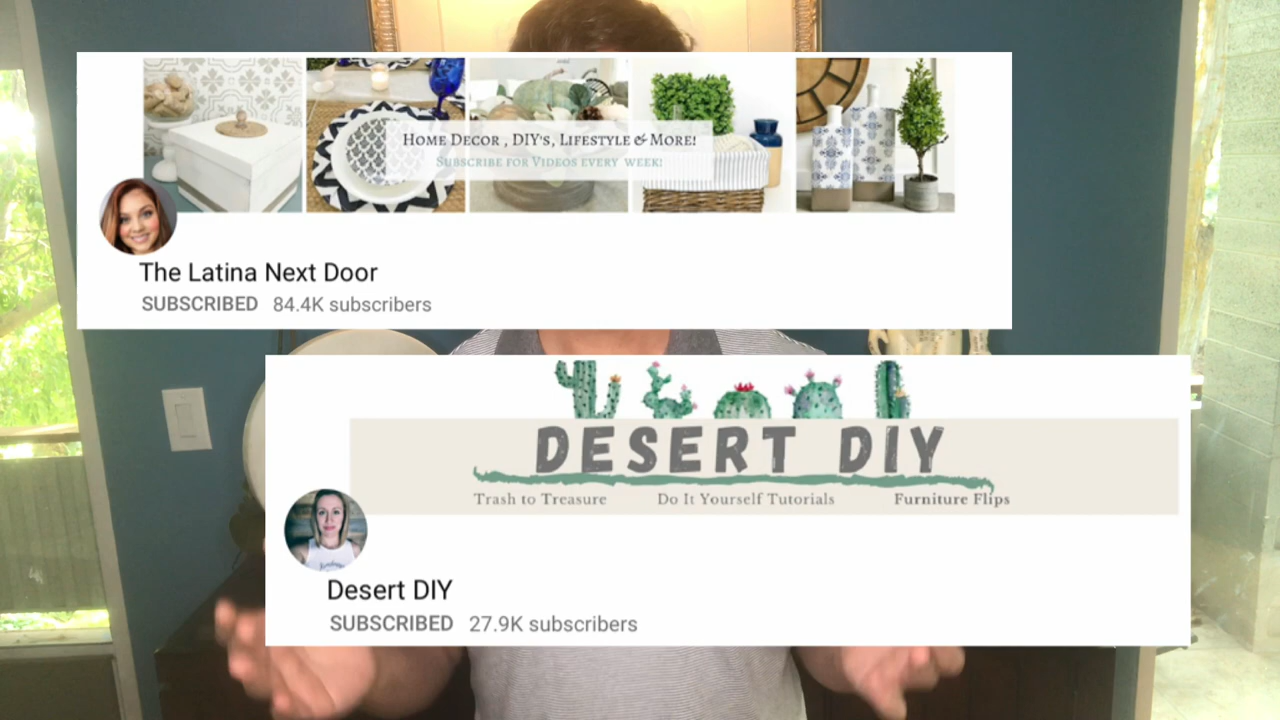 HOME DECOR , DIY'S, LIFESTYLE & MORE!
SUBSCRIBE FOR VIDEOS EVERY WEEK!
The Latina Next Door
SUBSCRIBED 84.4K subscribers
DESERT DIY
Trash to Treasure Do It Yourself Tutorials Furniture Flips
Desert DIY
SUBSCRIBED 27.9K subscribers